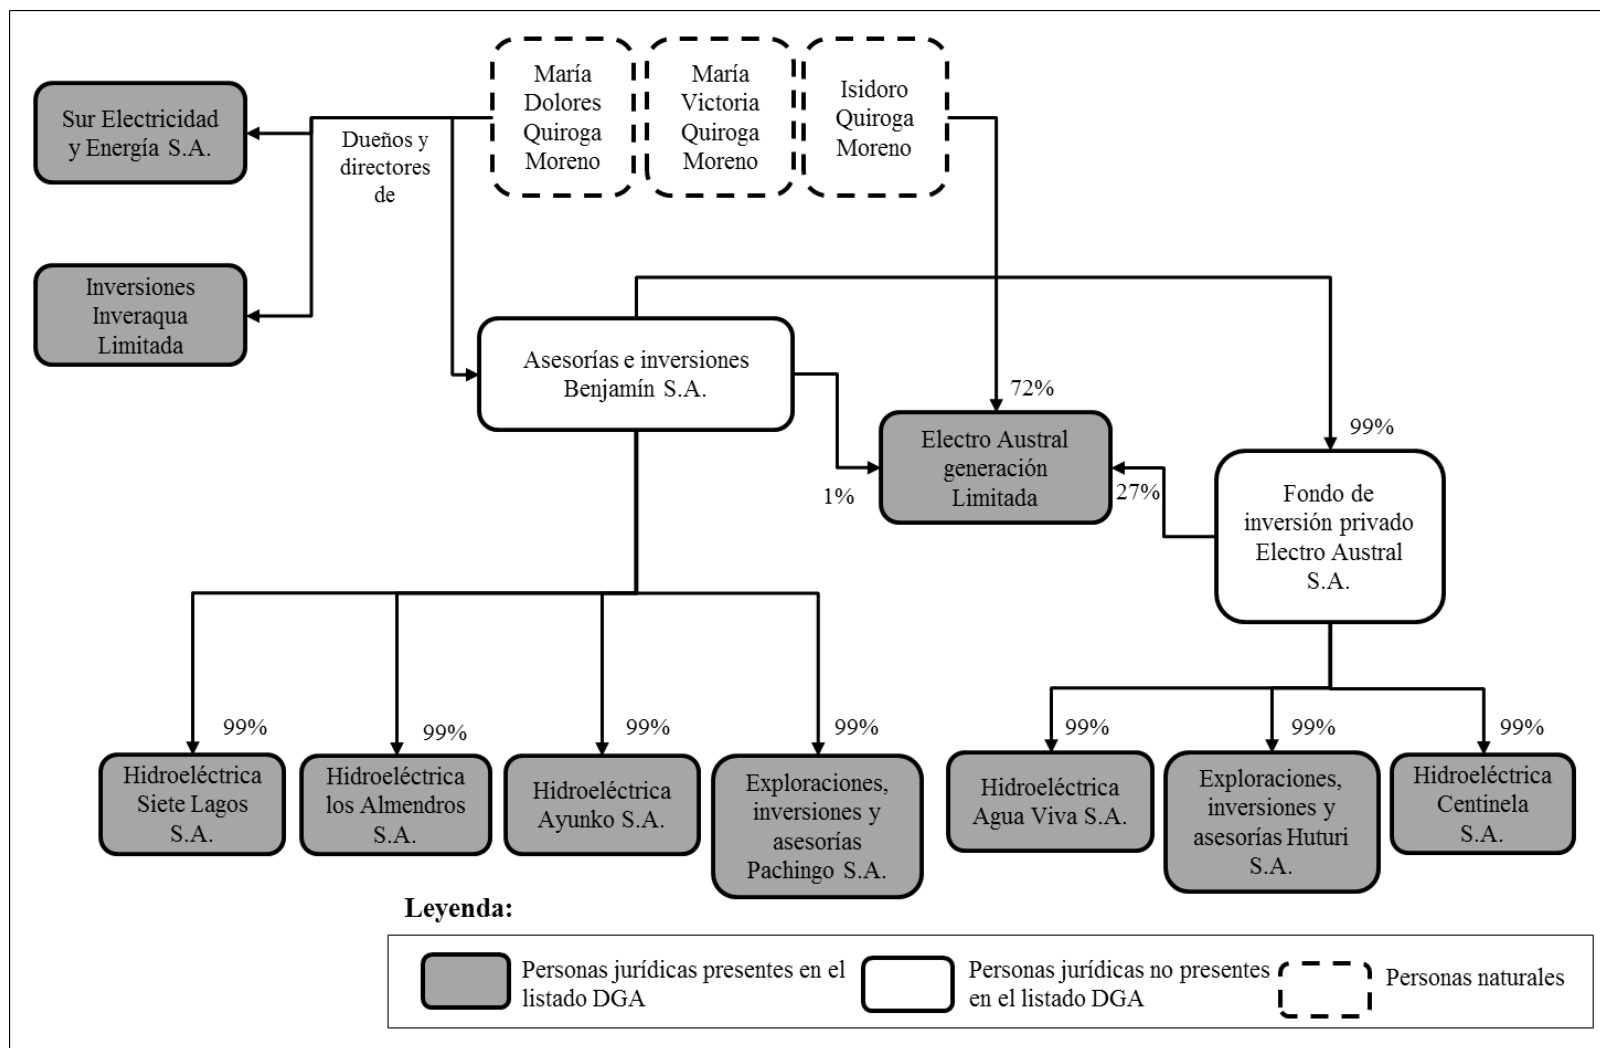 María
Dolores
Quiroga
Moreno
María
Victoria
Quiroga
Moreno
Isidoro
Quiroga
Moreno
Sur Electricidad
y Energía S.A.
Dueños y
directores
de
Inversiones
Inveraqua
Limitada
Asesorías e inversiones
Benjamín S.A.
72%
Electro Austral
generación
Limitada
1%
27%
99%
Fondo de
inversión privado
Electro Austral
S.A.
99%
Hidroeléctrica
Siete Lagos
S.A.
99%
Hidroeléctrica
los Almendros
S.A.
99%
Hidroeléctrica
Ayunko S.A.
99%
Exploraciones,
inversiones y
asesorías
Pachingo S.A.
99%
Hidroeléctrica
Agua Viva S.A.
99%
Exploraciones,
inversiones y
asesorías Huturi
S.A.
99%
Hidroeléctrica
Centinela
S.A.
Leyenda:
Personas jurídicas presentes en el
listado DGA
Personas jurídicas no presentes
en el listado DGA
Personas naturales